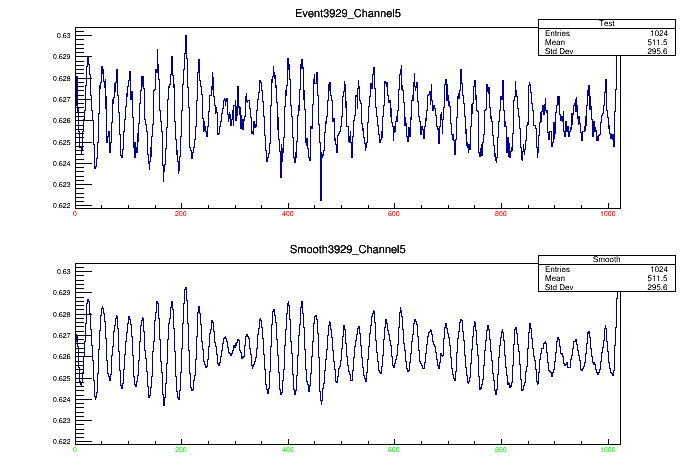 Event3929_Channel5
Test
Entries 1024
Mean 511.5
Std Dev 295.6
0.63
0.629
0.628
0.627
0.626
0.625
0.624
0.623
0.622
0 200 400 600 800 1000
Smooth3929_Channel5
Smooth
Entries 1024
Mean 511.5
Std Dev 295.6
0.63
0.629
0.628
0.627
0.626
0.625
0.624
0.623
0.622
0 200 400 600 800 1000